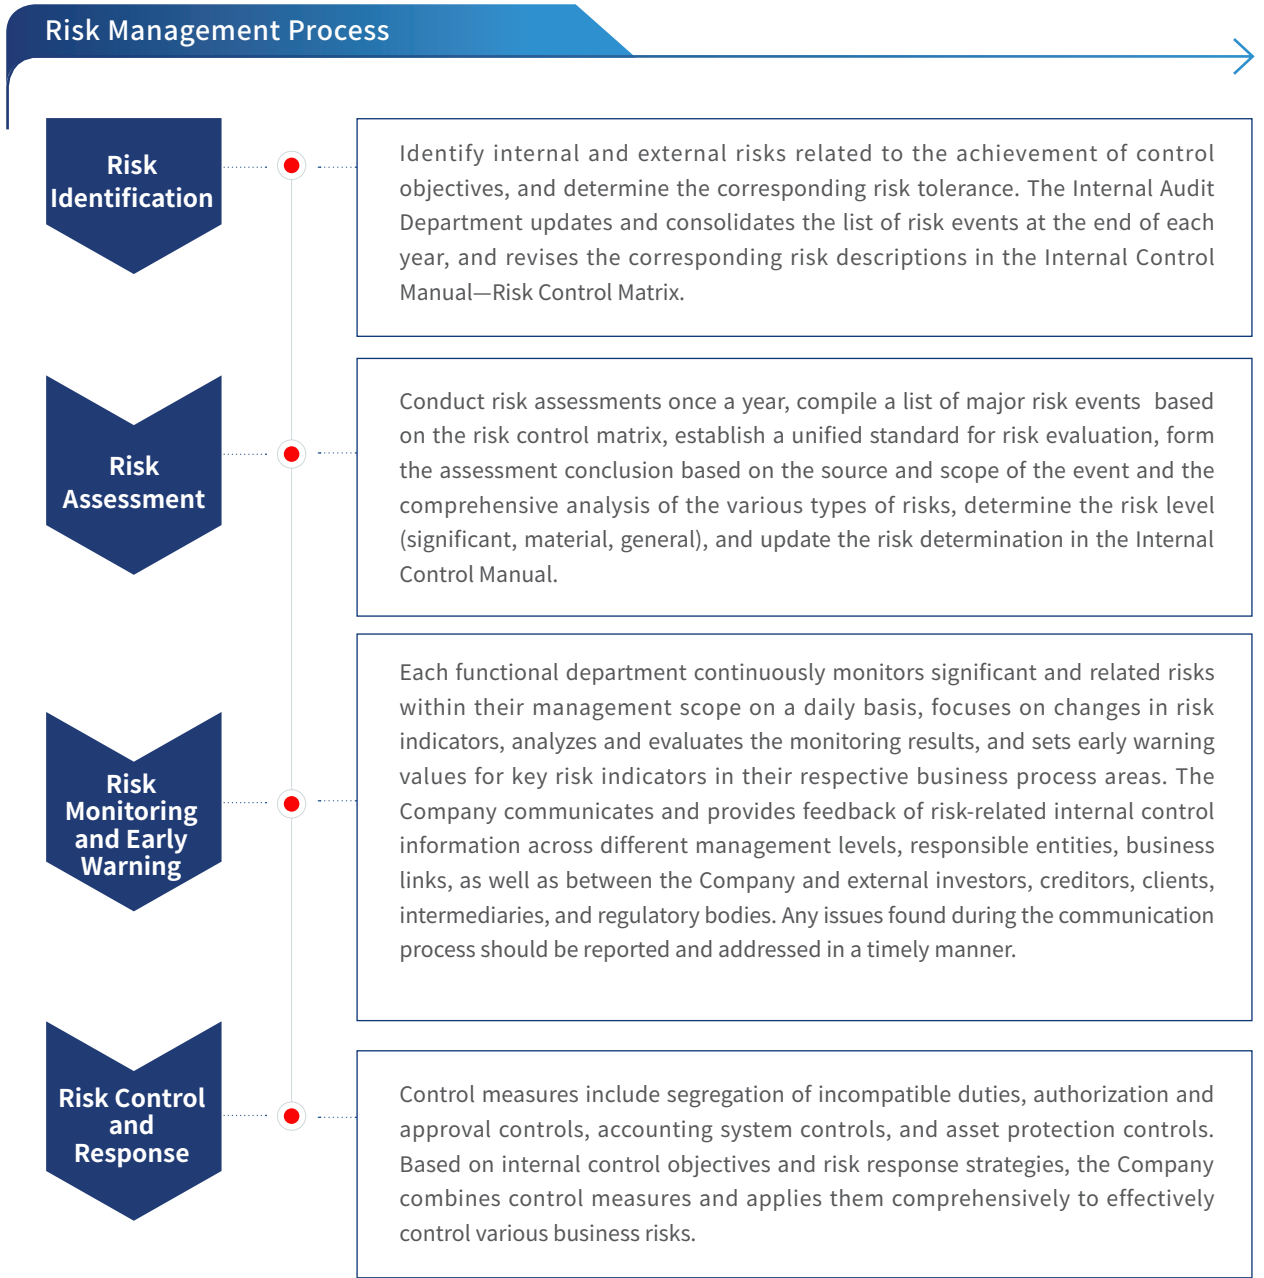 Risk Management Process
Risk
Identification
Identify internal and external risks related to the achievement of control
objectives, and determine the corresponding risk tolerance. The Internal Audit
Department updates and consolidates the list of risk events at the end of each
year, and revises the corresponding risk descriptions in the Internal Control
Manual—Risk Control Matrix.
Risk
Assessment
Conduct risk assessments once a year, compile a list of major risk events based
on the risk control matrix, establish a unified standard for risk evaluation, form
the assessment conclusion based on the source and scope of the event and the
comprehensive analysis of the various types of risks, determine the risk level
(significant, material, general), and update the risk determination in the Internal
Control Manual.
Risk
Monitoring
and Early
Warning
Each functional department continuously monitors significant and related risks
within their management scope on a daily basis, focuses on changes in risk
indicators, analyzes and evaluates the monitoring results, and sets early warning
values for key risk indicators in their respective business process areas. The
Company communicates and provides feedback of risk-related internal control
information across different management levels, responsible entities, business
links, as well as between the Company and external investors, creditors, clients,
intermediaries, and regulatory bodies. Any issues found during the communication
process should be reported and addressed in a timely manner.
Risk Control
and
Response
Control measures include segregation of incompatible duties, authorization and
approval controls, accounting system controls, and asset protection controls.
Based on internal control objectives and risk response strategies, the Company
combines control measures and applies them comprehensively to effectively
control various business risks.